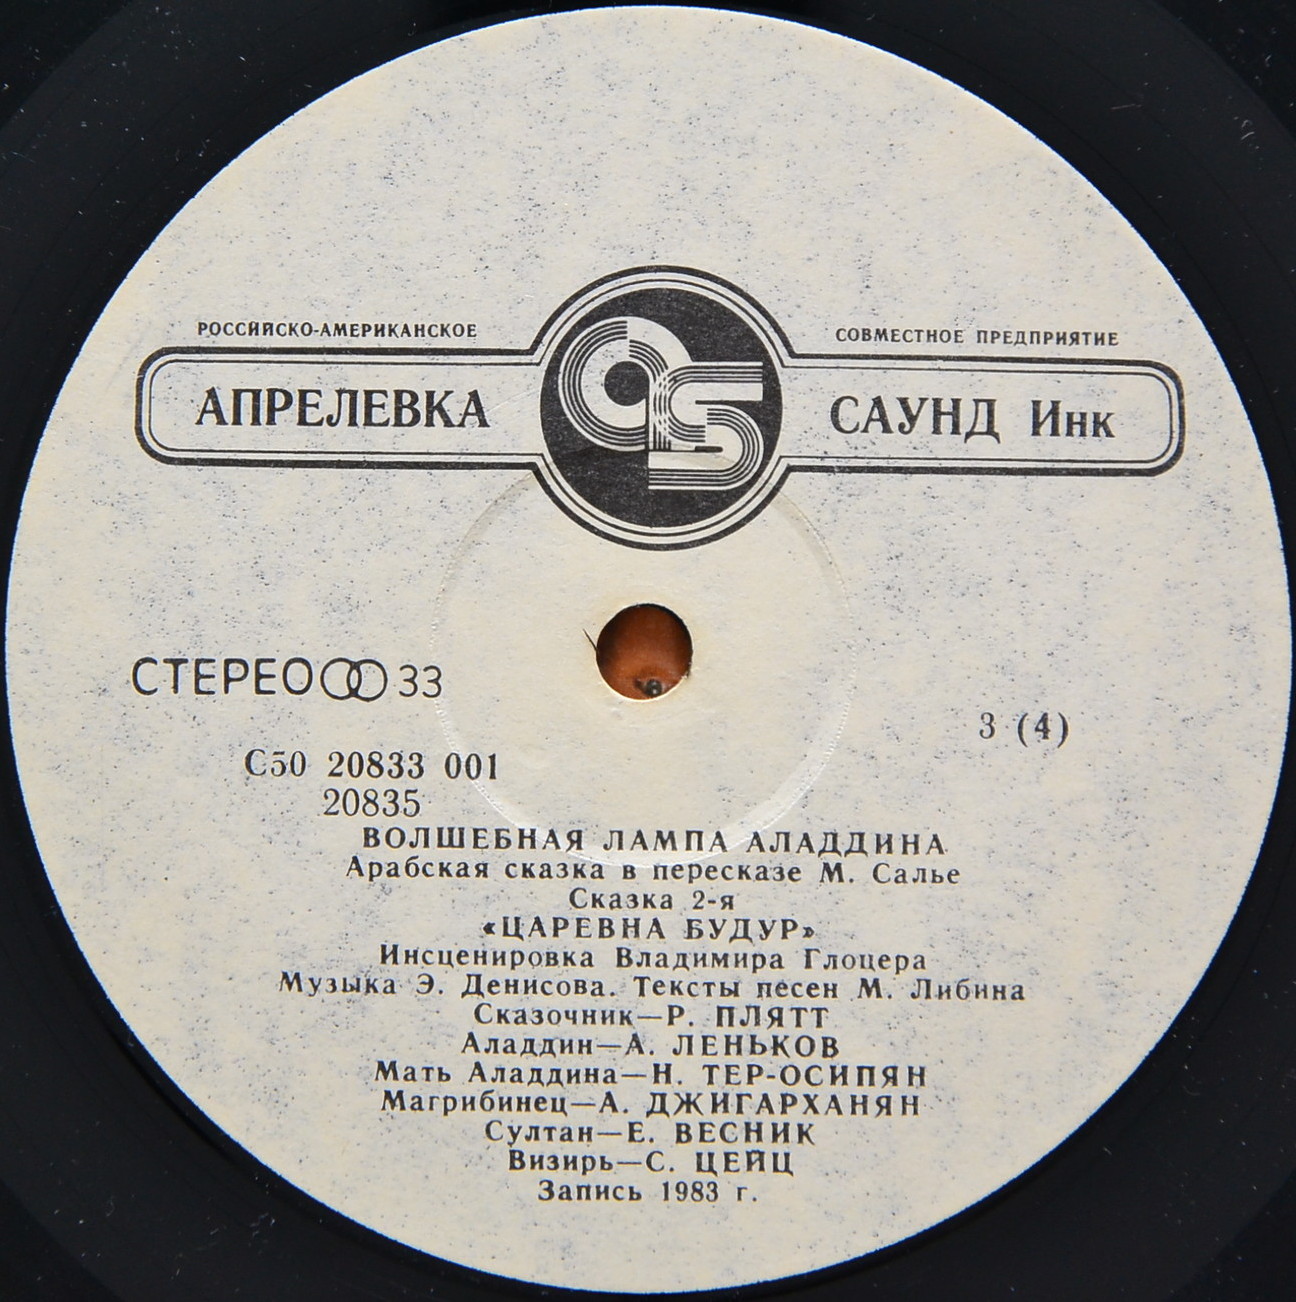 РОССИЙСКО-АМЕРИКАНСКОЕ СОВМЕСТНОЕ ПРЕДПРИЯТИЕ
АПРЕЛЕВКА САУНД Инк
СТЕРЕО 33
3 (4)
С50 20833 001
20835
ВОЛШЕБНАЯ ЛАМПА АЛАДДИНА
Арабская сказка в пересказе М. Салье
Сказка 2-я
«ЦАРЕВНА БУДУР»
Инсценировка Владимира Глоцера
Музыка Э. Денисова. Тексты песен М. Либина
Сказочник—Р. ПЛЯТТ
Аладдин—А. ЛЕНЬКОВ
Мать Аладдина—Н. ТЕР-ОСИПЯН
Магрибинец—А. ДЖИГАРХАНЯН
Султан—Е. ВЕСНИК
Визирь—С. ЦЕЙЦ
Запись 1983 г.